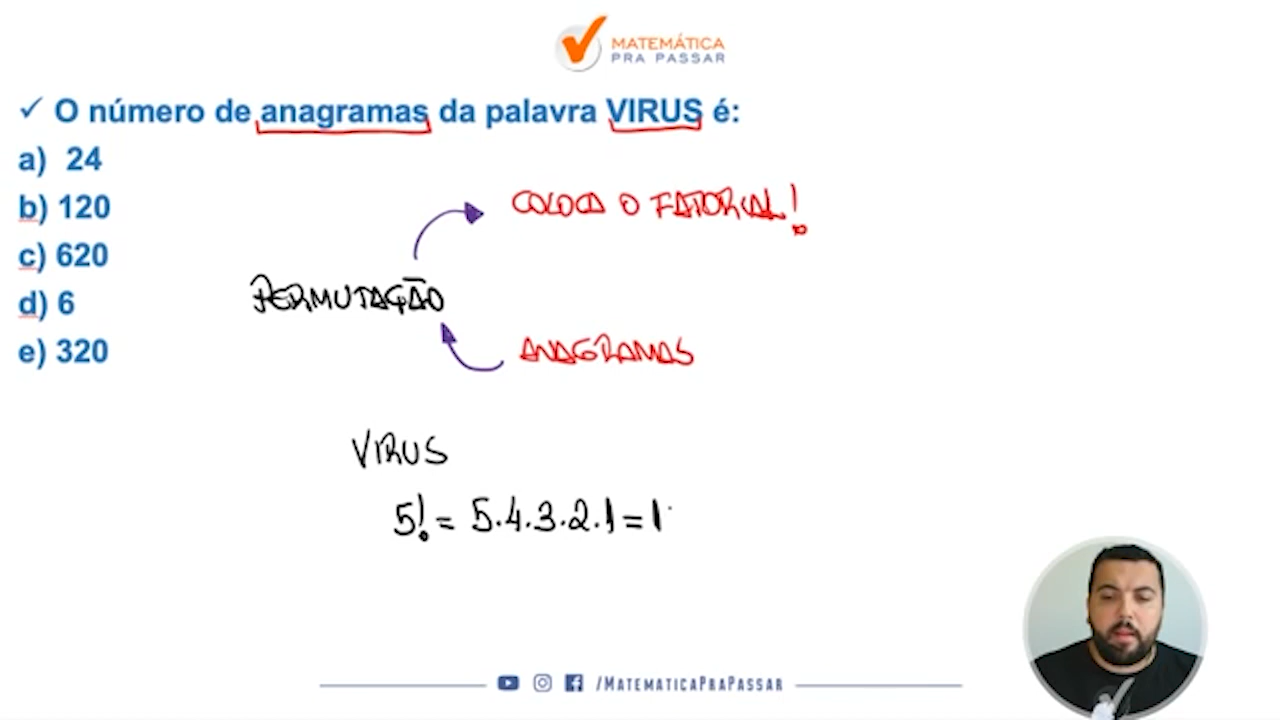 MATEMÁTICA
PRA PASSAR
✓ O número de anagramas da palavra VIRUS é:
a) 24
b) 120
c) 620
d) 6
e) 320
COLOCA O FATORIAL!
PERMUTAÇÃO
ANAGRAMAS
VIRUS
5! = 5.4.3.2.1 = 1
/MATEMATICAPRAPASSAR